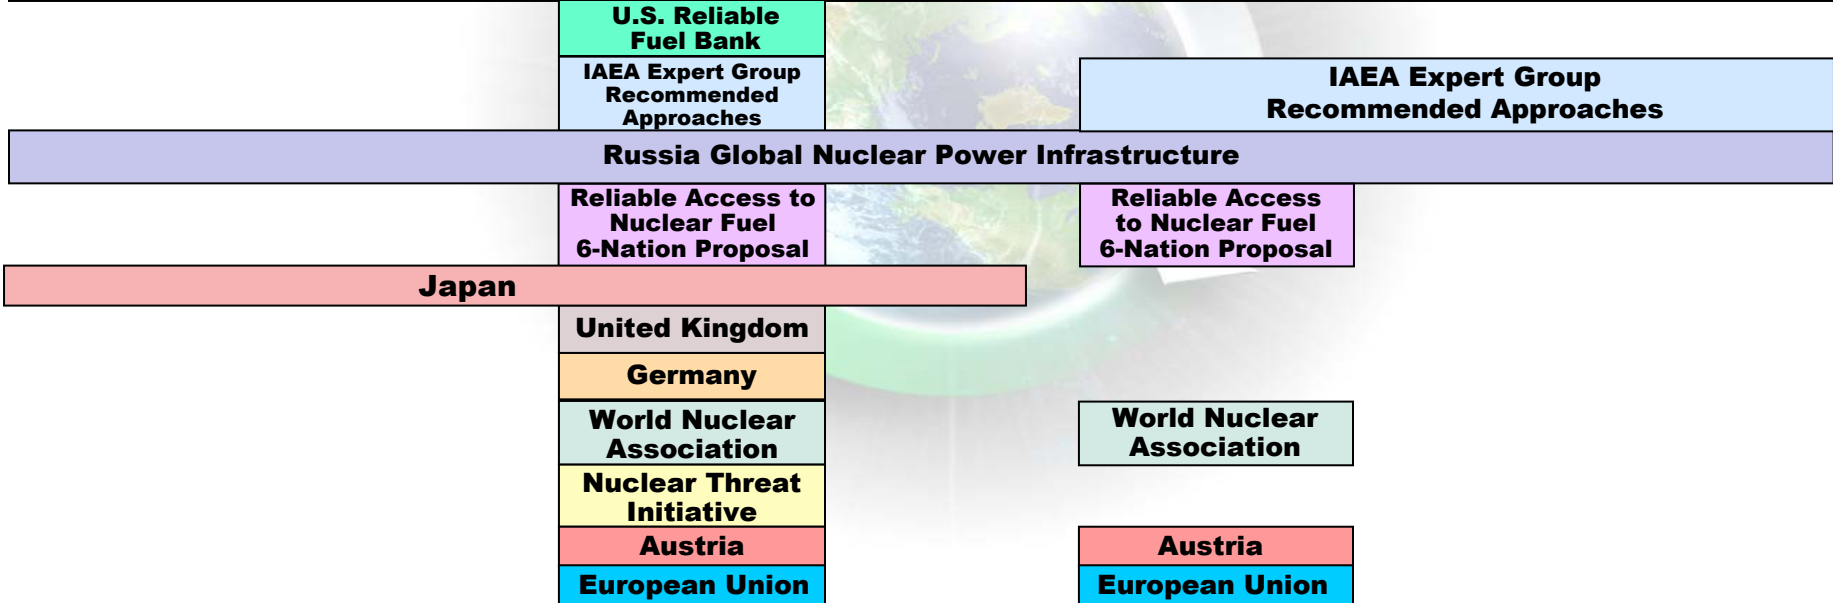 U.S. Reliable
Fuel Bank
IAEA Expert Group
Recommended
Approaches
IAEA Expert Group
Recommended Approaches
Russia Global Nuclear Power Infrastructure
Reliable Access to
Nuclear Fuel
6-Nation Proposal
Reliable Access
to Nuclear Fuel
6-Nation Proposal
Japan
United Kingdom
Germany
World Nuclear
Association
World Nuclear
Association
Nuclear Threat
Initiative
Austria
Austria
European Union
European Union